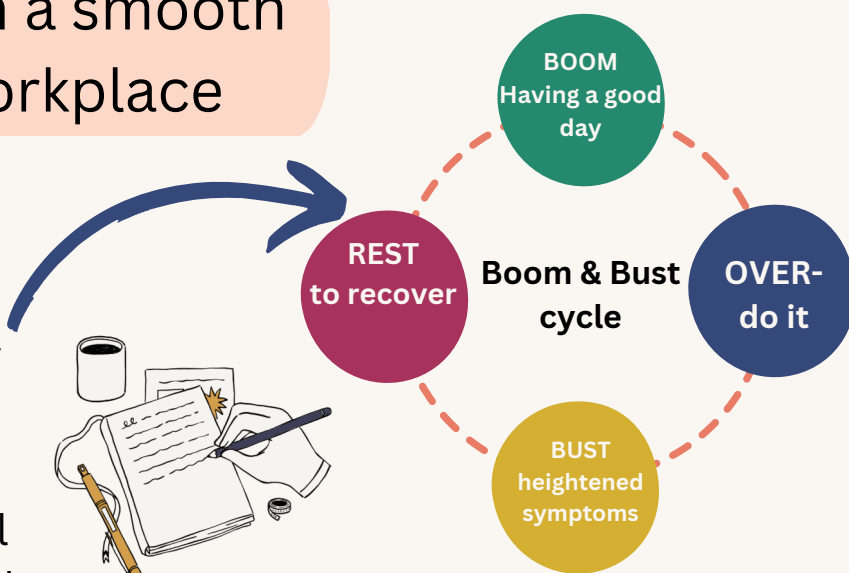 a smooth
orkplace
BOOM
Having a good
day
REST
to recover
Boom & Bust
cycle
OVER-
do it
BUST
heightened
symptoms